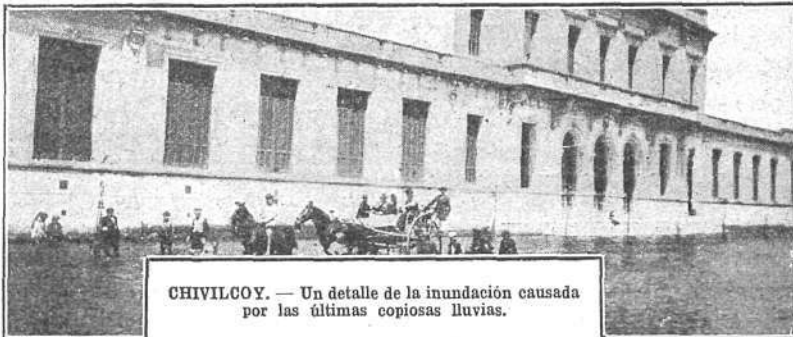 CHIVILCOY. — Un detalle de la inundación causada
por las últimas copiosas lluvias.